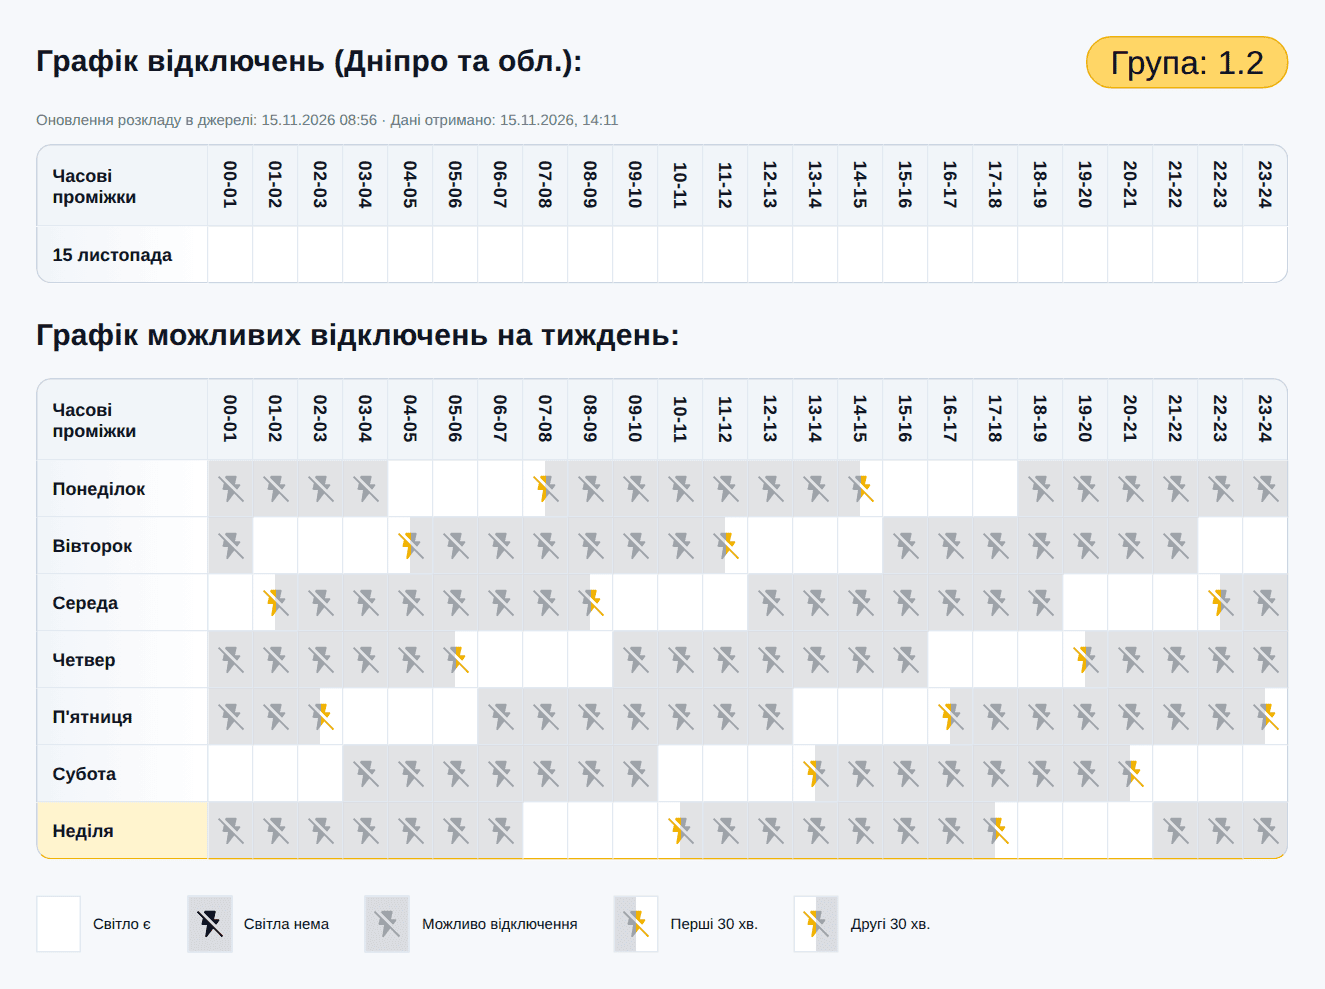 Графік відключень (Дніпро та обл.):
Група: 1.2
Оновлення розкладу в джерелі: 15.11.2026 08:56 · Дані отримано: 15.11.2026, 14:11
Часові проміжки 00-01 01-02 02-03 03-04 04-05 05-06 06-07 07-08 08-09 09-10 10-11 11-12 12-13 13-14 14-15 15-16 16-17 17-18 18-19 19-20 20-21 21-22 22-23 23-24
15 листопада
Графік можливих відключень на тиждень:
Часові проміжки 00-01 01-02 02-03 03-04 04-05 05-06 06-07 07-08 08-09 09-10 10-11 11-12 12-13 13-14 14-15 15-16 16-17 17-18 18-19 19-20 20-21 21-22 22-23 23-24
Понеділок
Вівторок
Середа
Четвер
П'ятниця
Субота
Неділя
Світло є Світла нема Можливо відключення Перші 30 хв. Другі 30 хв.